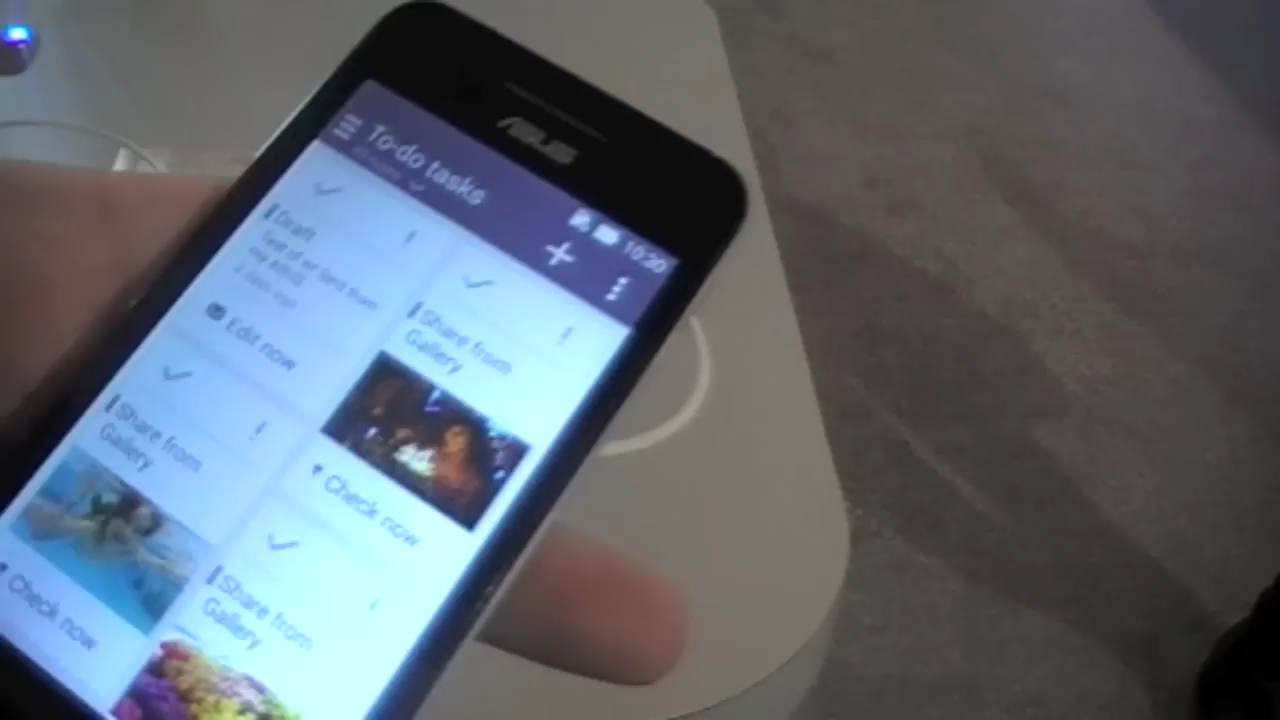 ASUS
To-do tasks
10:20
Draft
Edit now
Share from
Gallery
Check now
Share from
Gallery
Check now
Share from
Gallery